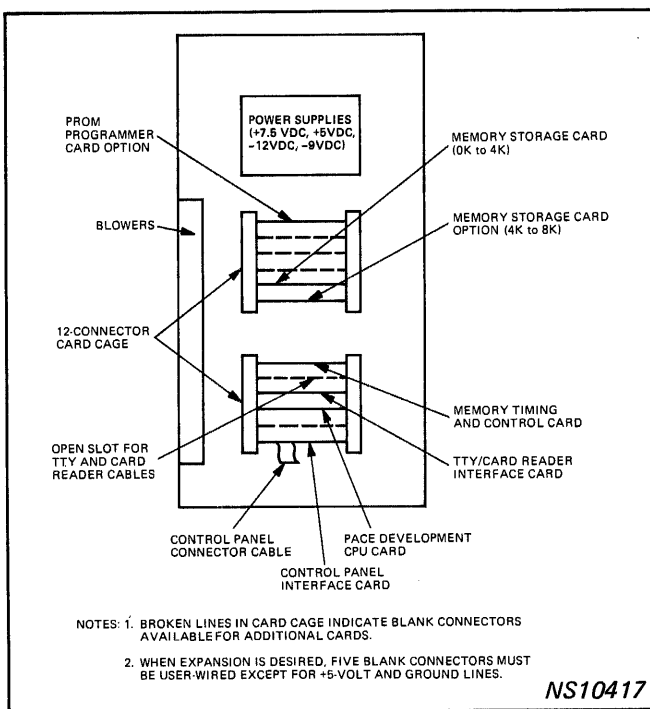 POWER SUPPLIES
(+7.5 VDC, +5VDC,
-12VDC, -9VDC)
PROM
PROGRAMMER
CARD OPTION
MEMORY STORAGE CARD
(0K to 4K)
BLOWERS
MEMORY STORAGE CARD
OPTION (4K to 8K)
12-CONNECTOR
CARD CAGE
MEMORY TIMING
AND CONTROL CARD
OPEN SLOT FOR
TTY AND CARD
READER CABLES
TTY/CARD READER
INTERFACE CARD
CONTROL PANEL
CONNECTOR CABLE
PACE DEVELOPMENT
CPU CARD
CONTROL PANEL
INTERFACE CARD
NOTES: 1. BROKEN LINES IN CARD CAGE INDICATE BLANK CONNECTORS
AVAILABLE FOR ADDITIONAL CARDS.
2. WHEN EXPANSION IS DESIRED, FIVE BLANK CONNECTORS MUST
BE USER-WIRED EXCEPT FOR +5-VOLT AND GROUND LINES.
NS10417